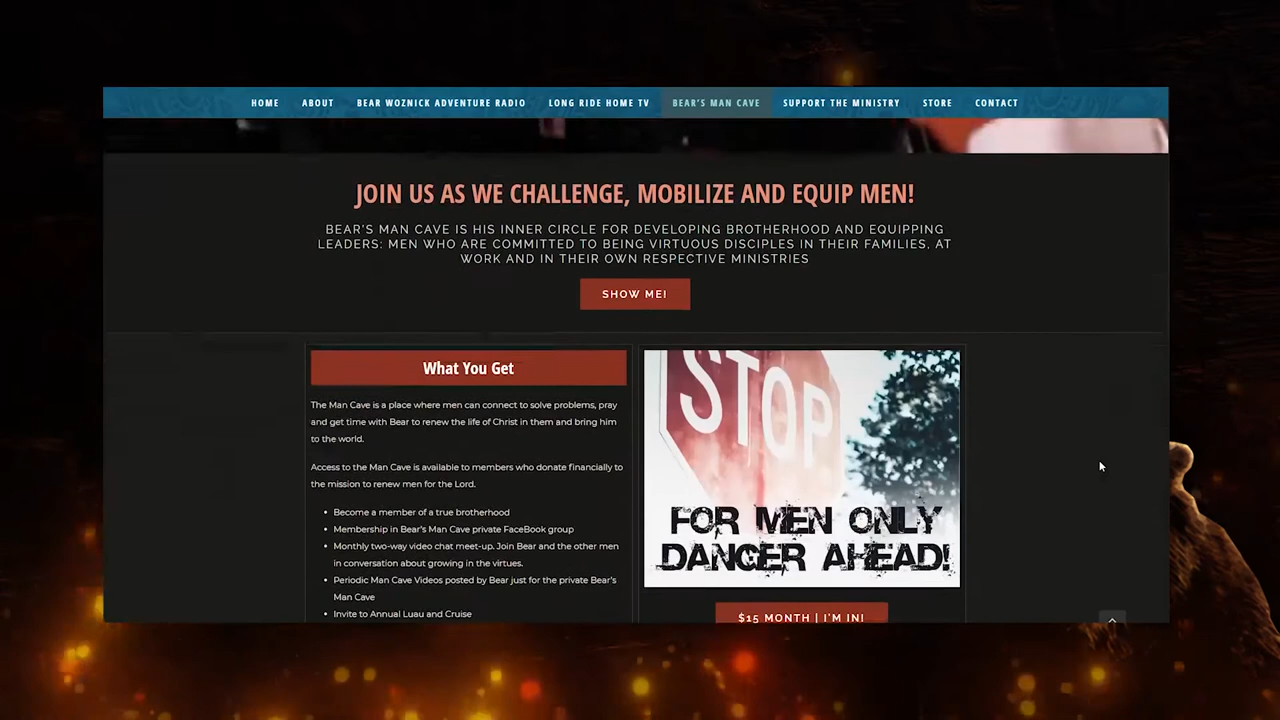 HOME ABOUT BEAR WOZNICK ADVENTURE RADIO LONG RIDE HOME TV BEAR'S MAN CAVE SUPPORT THE MINISTRY STORE CONTACT
JOIN US AS WE CHALLENGE, MOBILIZE AND EQUIP MEN!
BEAR'S MAN CAVE IS HIS INNER CIRCLE FOR DEVELOPING BROTHERHOOD AND EQUIPPING
LEADERS: MEN WHO ARE COMMITTED TO BEING VIRTUOUS DISCIPLES IN THEIR FAMILIES, AT
WORK AND IN THEIR OWN RESPECTIVE MINISTRIES
SHOW ME!
What You Get
The Man Cave is a place where men can connect to solve problems, pray
and get time with Bear to renew the life of Christ in them and bring him
to the world.
Access to the Man Cave is available to members who donate financially to
the mission to renew men for the Lord.
• Become a member of a true brotherhood
• Membership in Bear's Man Cave private FaceBook group
• Monthly two-way video chat meet-up. Join Bear and the other men
in conversation about growing in the virtues.
• Periodic Man Cave Videos posted by Bear just for the private Bear's
Man Cave
• Invite to Annual Luau and Cruise
STOP
FOR MEN ONLY
DANGER AHEAD!
$15 MONTH | I'M IN!